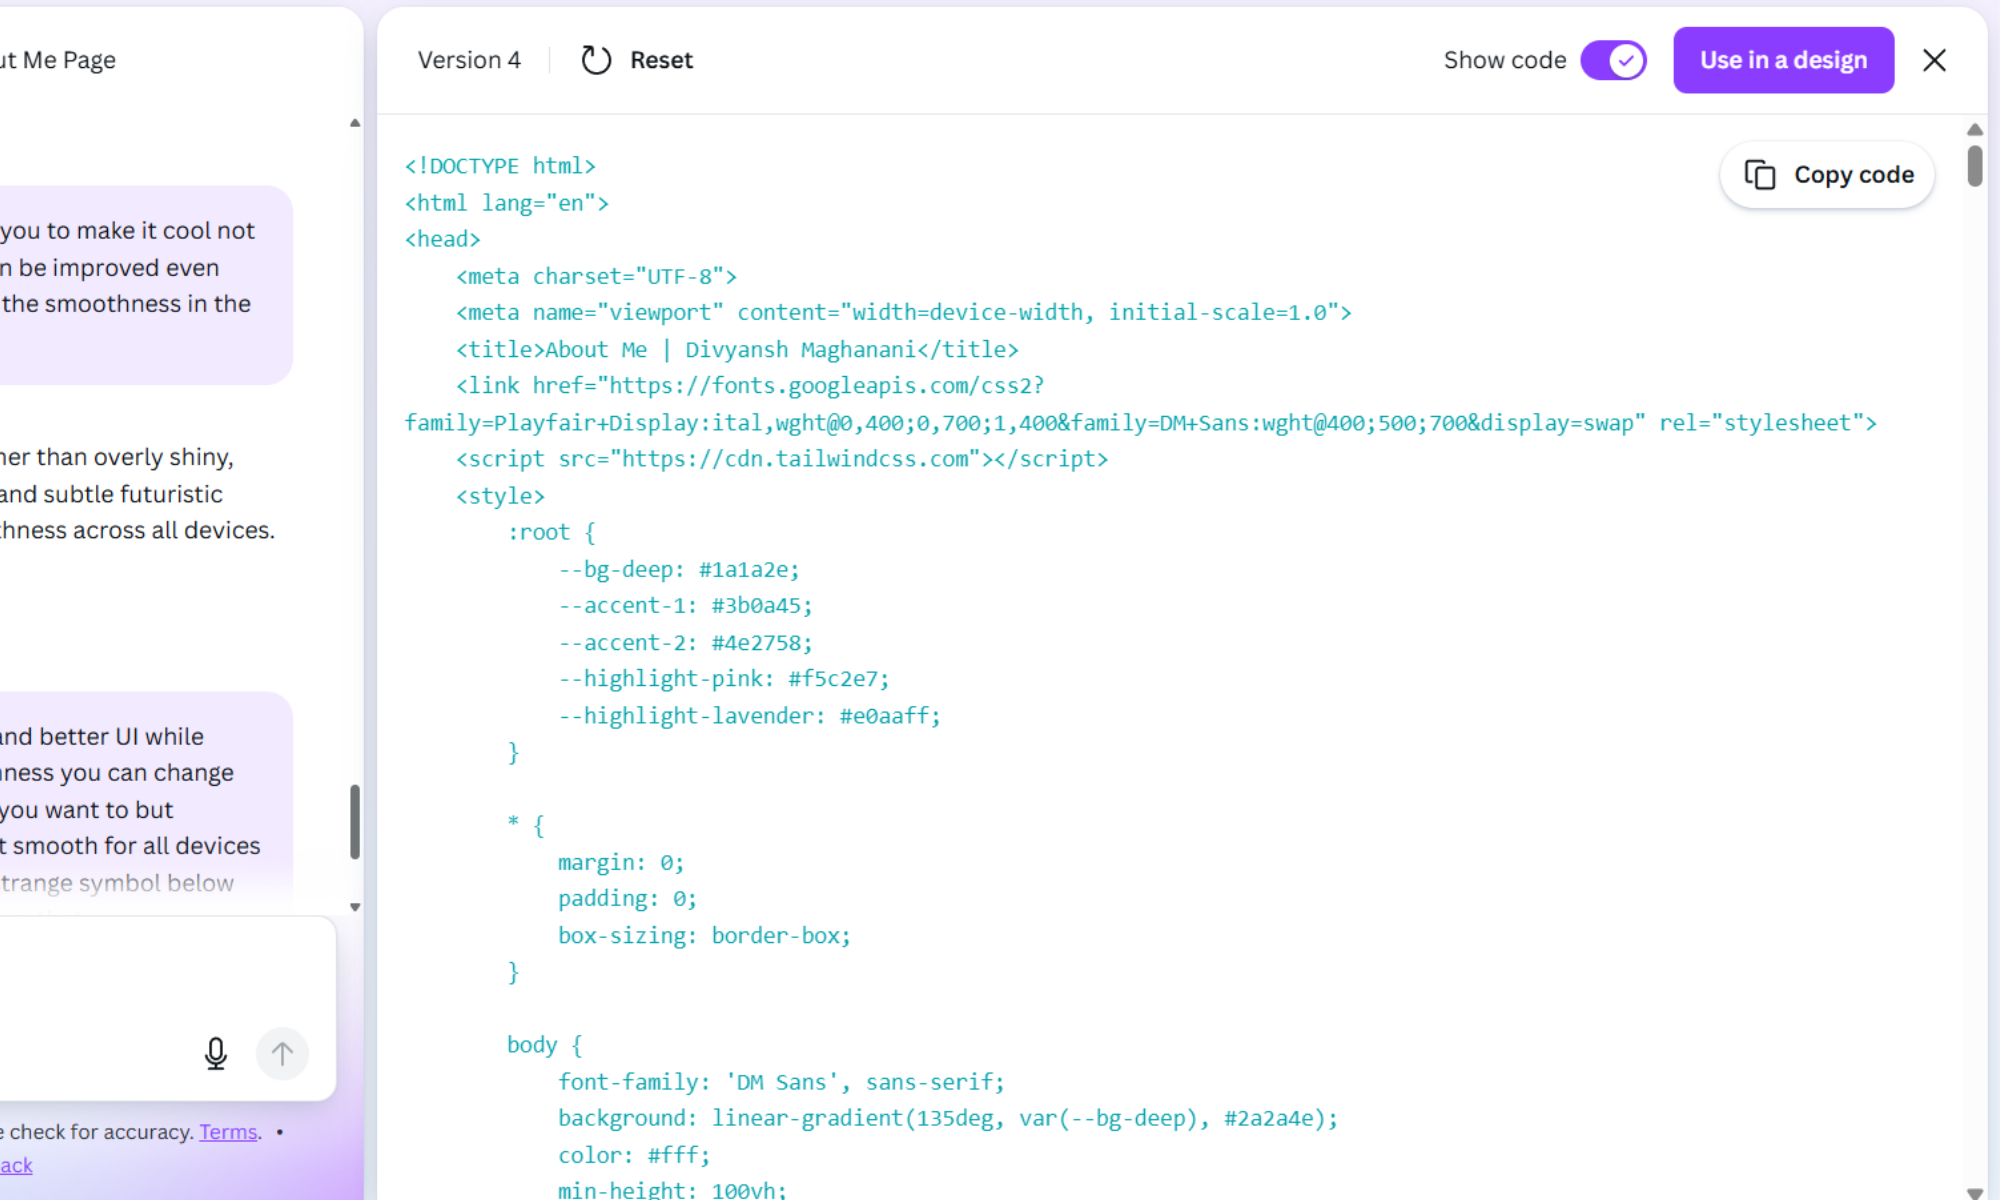 ut Me Page
you to make it cool not
n be improved even
the smoothness in the
her than overly shiny,
and subtle futuristic
thness across all devices.
and better UI while
ness you can change
you want to but
t smooth for all devices
trange symbol below
e check for accuracy. Terms. •
ack
Version 4
Reset
Show code
Use in a design
Copy code
<!DOCTYPE html>
<html lang="en">
<head>
<meta charset="UTF-8">
<meta name="viewport" content="width=device-width, initial-scale=1.0">
<title>About Me | Divyansh Maghanani</title>
<link href="https://fonts.googleapis.com/css2?
family=Playfair+Display:ital,wght@0,400;0,700;1,400&family=DM+Sans:wght@400;500;700&display=swap" rel="stylesheet">
<script src="https://cdn.tailwindcss.com"></script>
<style>
:root {
--bg-deep: #1a1a2e;
--accent-1: #3b0a45;
--accent-2: #4e2758;
--highlight-pink: #f5c2e7;
--highlight-lavender: #e0aaff;
}
* {
margin: 0;
padding: 0;
box-sizing: border-box;
}
body {
font-family: 'DM Sans', sans-serif;
background: linear-gradient(135deg, var(--bg-deep), #2a2a4e);
color: #fff;
min-height: 100vh;